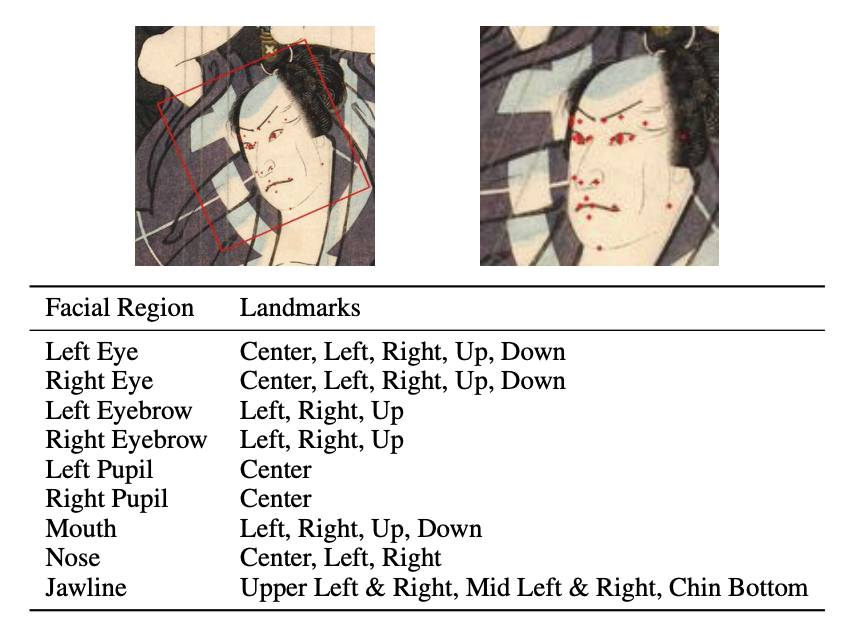 Facial Region Landmarks
Left Eye Center, Left, Right, Up, Down
Right Eye Center, Left, Right, Up, Down
Left Eyebrow Left, Right, Up
Right Eyebrow Left, Right, Up
Left Pupil Center
Right Pupil Center
Mouth Left, Right, Up, Down
Nose Center, Left, Right
Jawline Upper Left & Right, Mid Left & Right, Chin Bottom